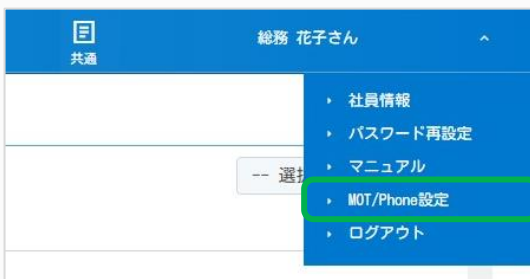 総務 花子さん
共通
社員情報
パスワード再設定
マニュアル
-- 選択
MOT/Phone設定
ログアウト